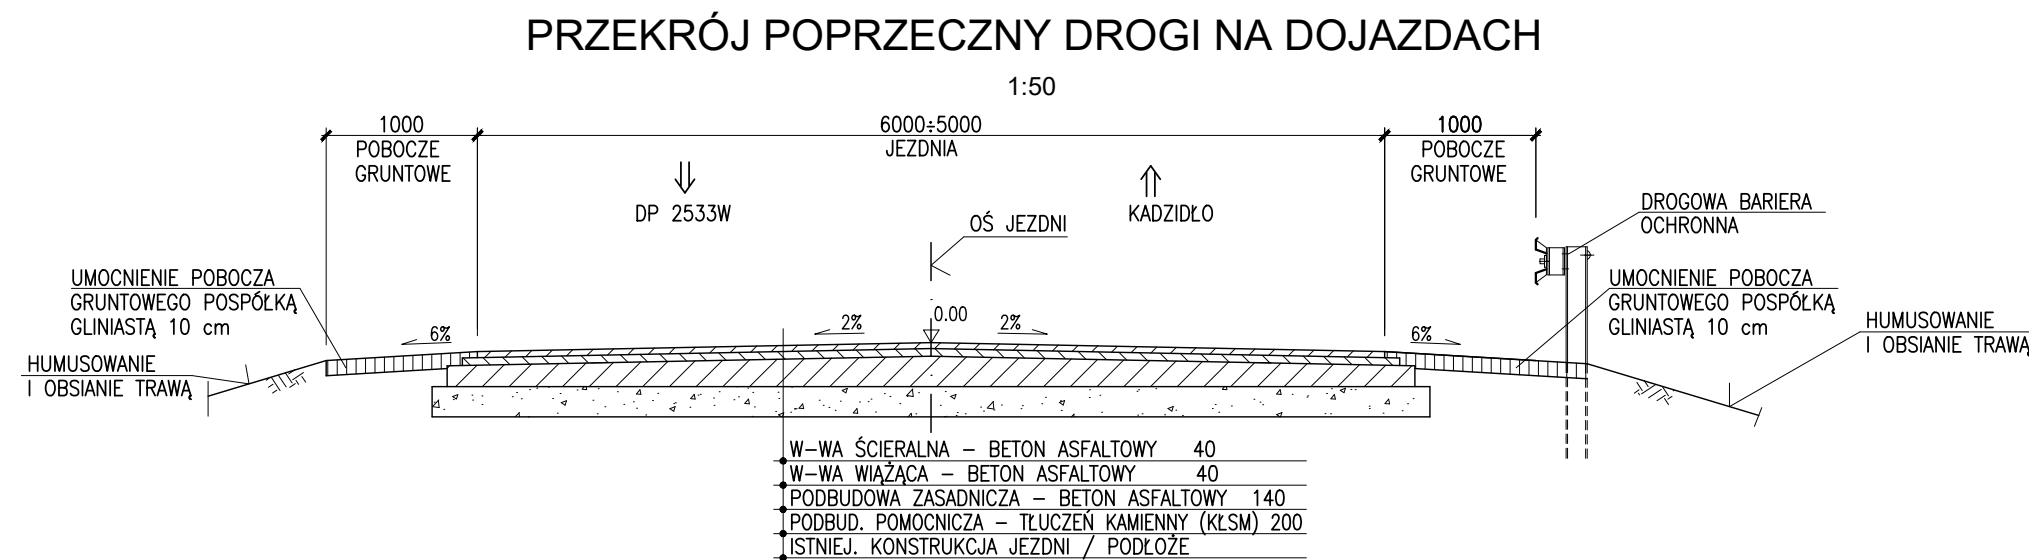 PRZEKRÓJ POPRZECZNY DROGI NA DOJAZDACH
1:50
1000
POBOCZE
GRUNTOWE
6000÷5000
JEZDNIA
1000
POBOCZE
GRUNTOWE
DP 2533W
KADZIDŁO
OŚ JEZDNI
DROGOWA BARIERA
OCHRONNA
UMOCNIENIE POBOCZA
GRUNTOWEGO POSPÓŁKĄ
GLINIASTĄ 10 cm
UMOCNIENIE POBOCZA
GRUNTOWEGO POSPÓŁKĄ
GLINIASTĄ 10 cm
HUMUSOWANIE
I OBSIANIE TRAWĄ
6%
2%
0.00
2%
6%
HUMUSOWANIE
I OBSIANIE TRAWĄ
W-WA ŚCIERALNA – BETON ASFALTOWY 40
W-WA WIĄŻĄCA – BETON ASFALTOWY 40
PODBUDOWA ZASADNICZA – BETON ASFALTOWY 140
PODBUD. POMOCNICZA – TŁUCZEŃ KAMIENNY (KŁSM) 200
ISTNIEJ. KONSTRUKCJA JEZDNI / PODŁOŻE